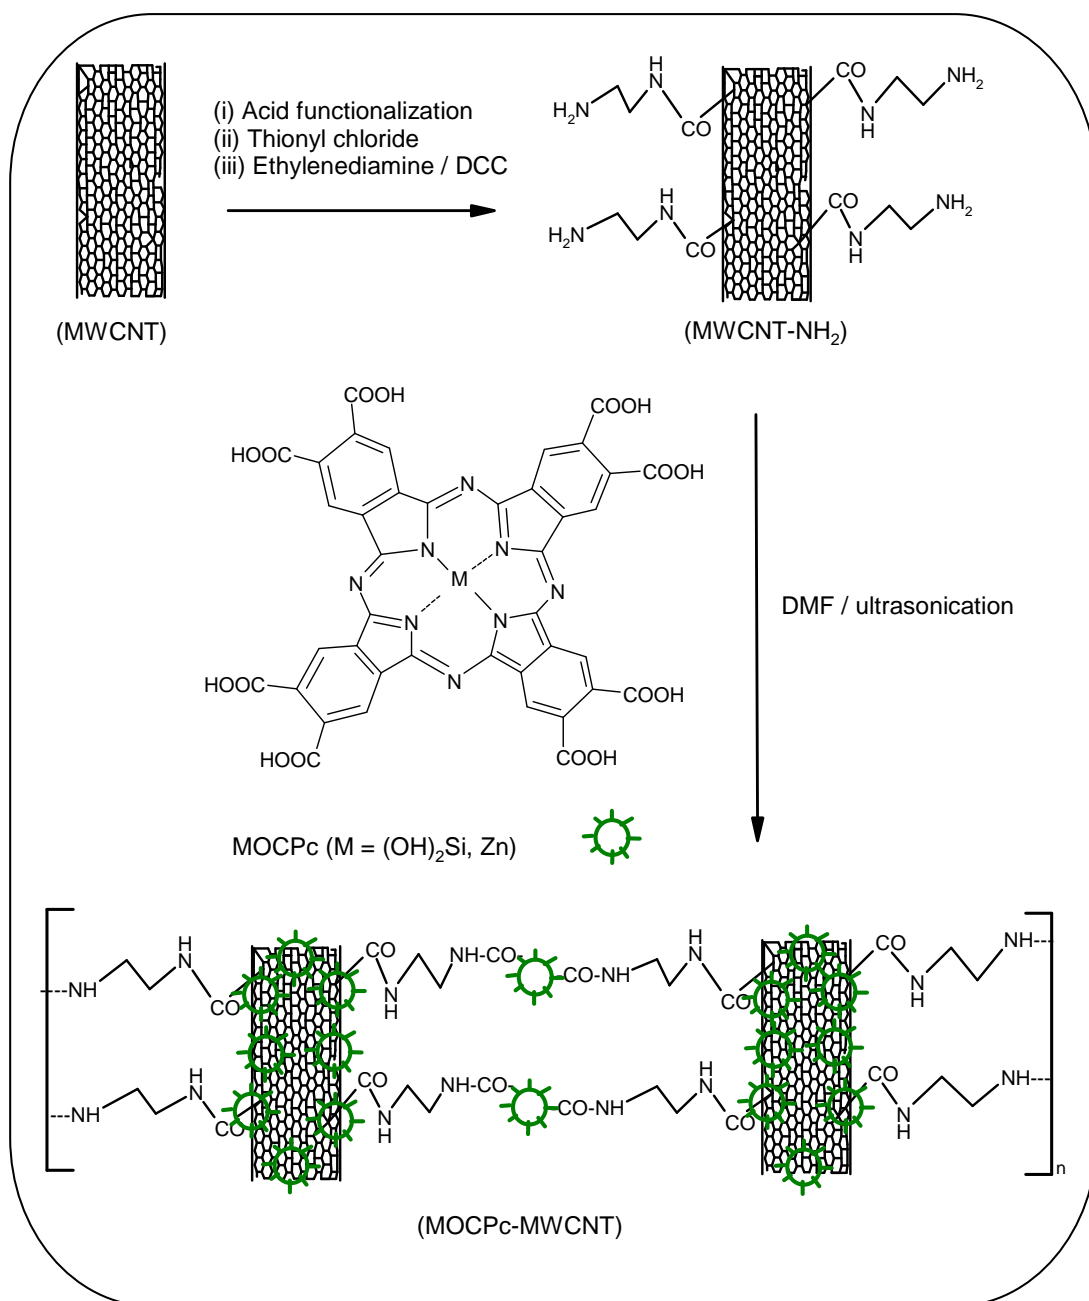 (i) Acid functionalization
(ii) Thionyl chloride
(iii) Ethylenediamine / DCC
(MWCNT)
H
N
H₂N
CO
CO
N
H
NH₂
H
N
H₂N
CO
CO
N
H
NH₂
(MWCNT-NH₂)
COOH
HOOC
COOH
COOH
N
N
N
M
N
N
N
N
N
HOOC
HOOC
COOH
COOH
DMF / ultrasonication
MOCPc (M = (OH)₂Si, Zn)
---NH
H
N
CO
CO
N
H
NH-CO
CO-NH
H
N
CO
CO
N
H
NH---
---NH
H
N
CO
CO
N
H
NH-CO
CO-NH
H
N
CO
CO
N
H
NH---
n
(MOCPc-MWCNT)